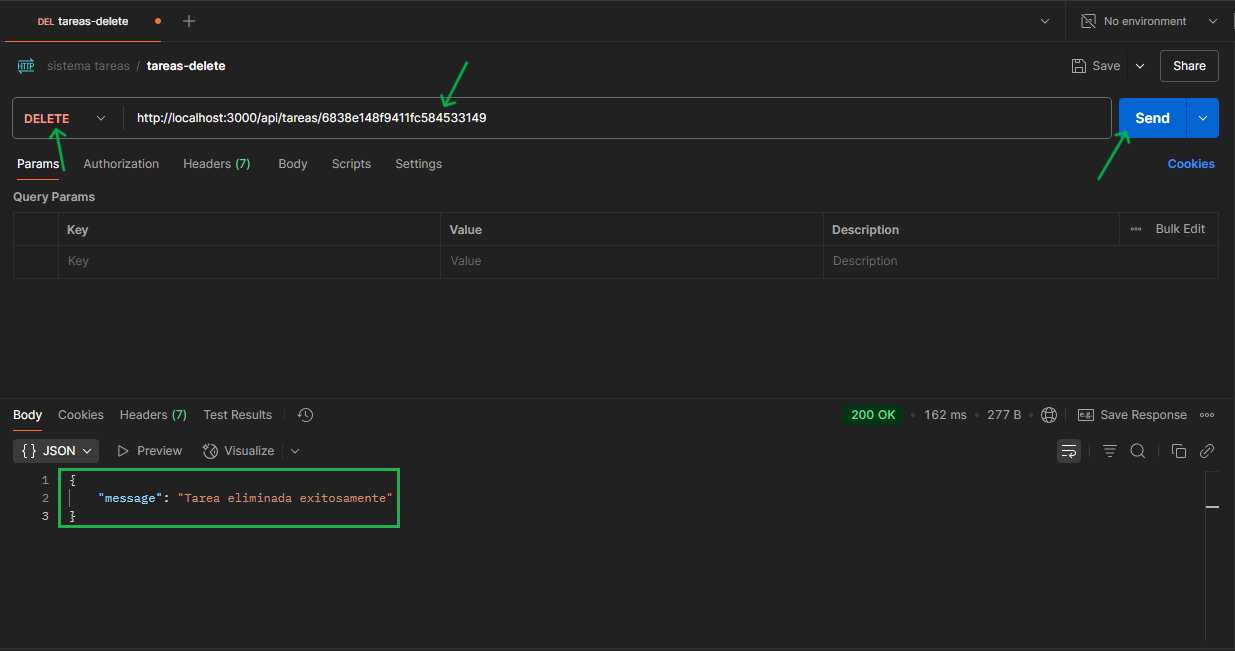 DEL tareas-delete
No environment
HTTP sistema tareas / tareas-delete
Save
Share
DELETE
http://localhost:3000/api/tareas/6838e148f9411fc584533149
Send
Params Authorization Headers (7) Body Scripts Settings
Cookies
Query Params
Key Value Description ••• Bulk Edit
Key Value Description
Body Cookies Headers (7) Test Results
200 OK • 162 ms • 277 B • e.g. Save Response •••
{} JSON Preview Visualize
1 {
2 "message": "Tarea eliminada exitosamente"
3 }